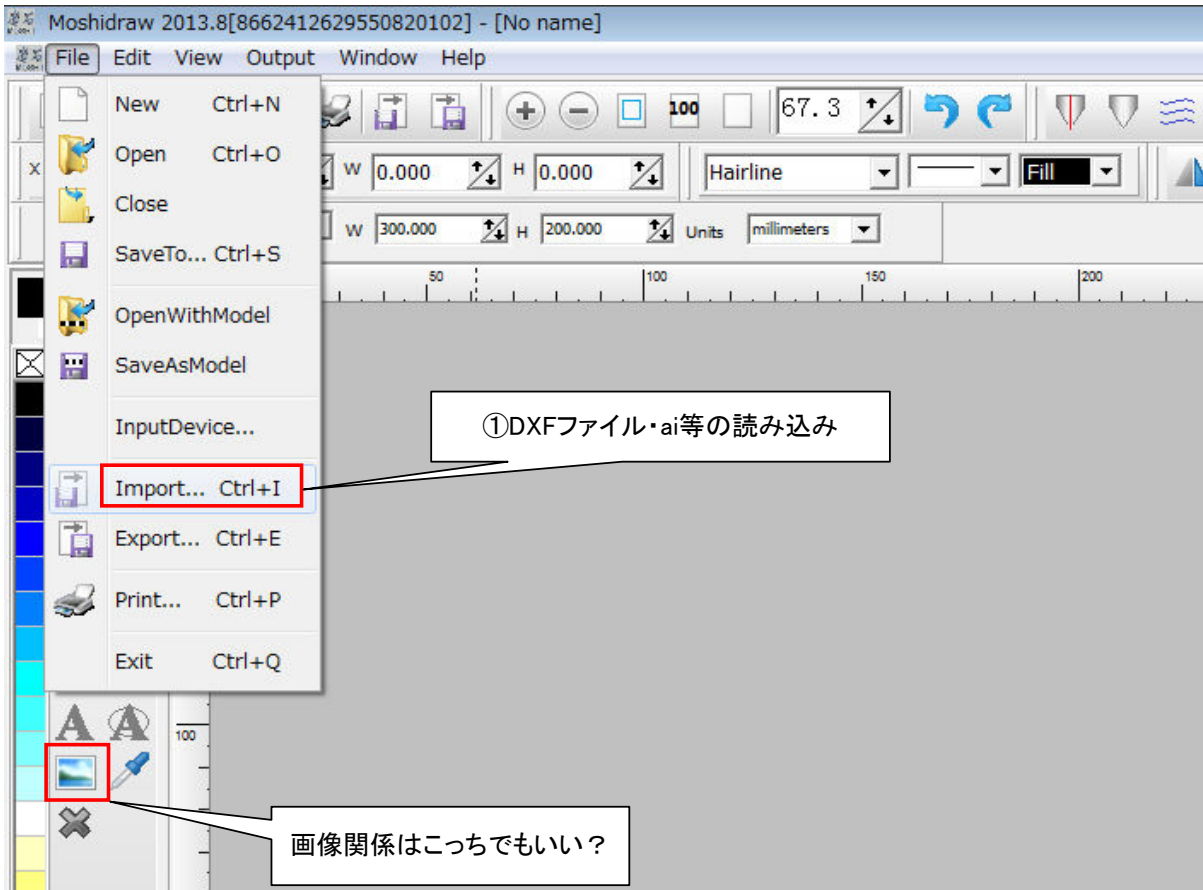 Moshidraw 2013.8[8662412629550820102] - [No name]
File Edit View Output Window Help
New Ctrl+N
100
67.3
Open Ctrl+O
X
W 0.000 H 0.000
Hairline
Fill
Close
W 300.000 H 200.000 Units millimeters
SaveTo... Ctrl+S
50 100 150 200
OpenWithModel
SaveAsModel
InputDevice...
①DXFファイル・ai等の読み込み
Import... Ctrl+I
Export... Ctrl+E
Print... Ctrl+P
Exit Ctrl+Q
A A
100
画像関係はこっちでもいい？